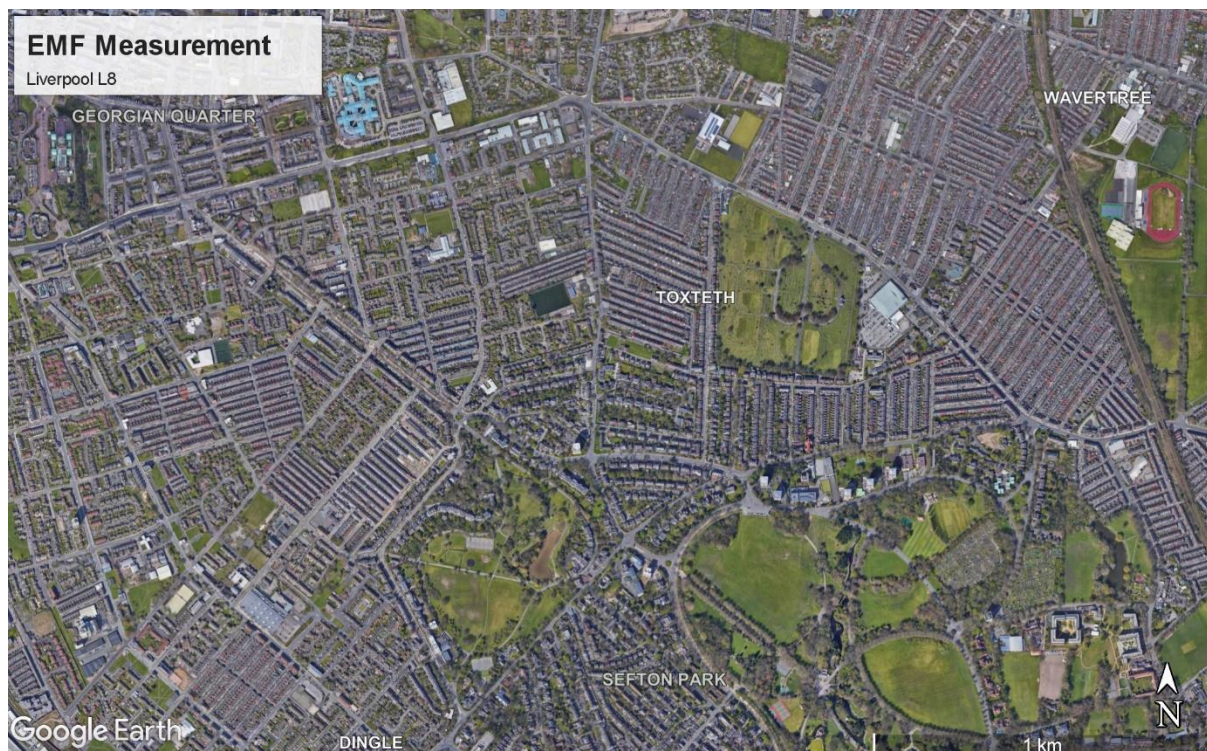 EMF Measurement
Liverpool L8
GEORGIAN QUARTER
WAVERTREE
TOXTETH
SEFTON PARK
N
Google Earth
DINGLE
1 km